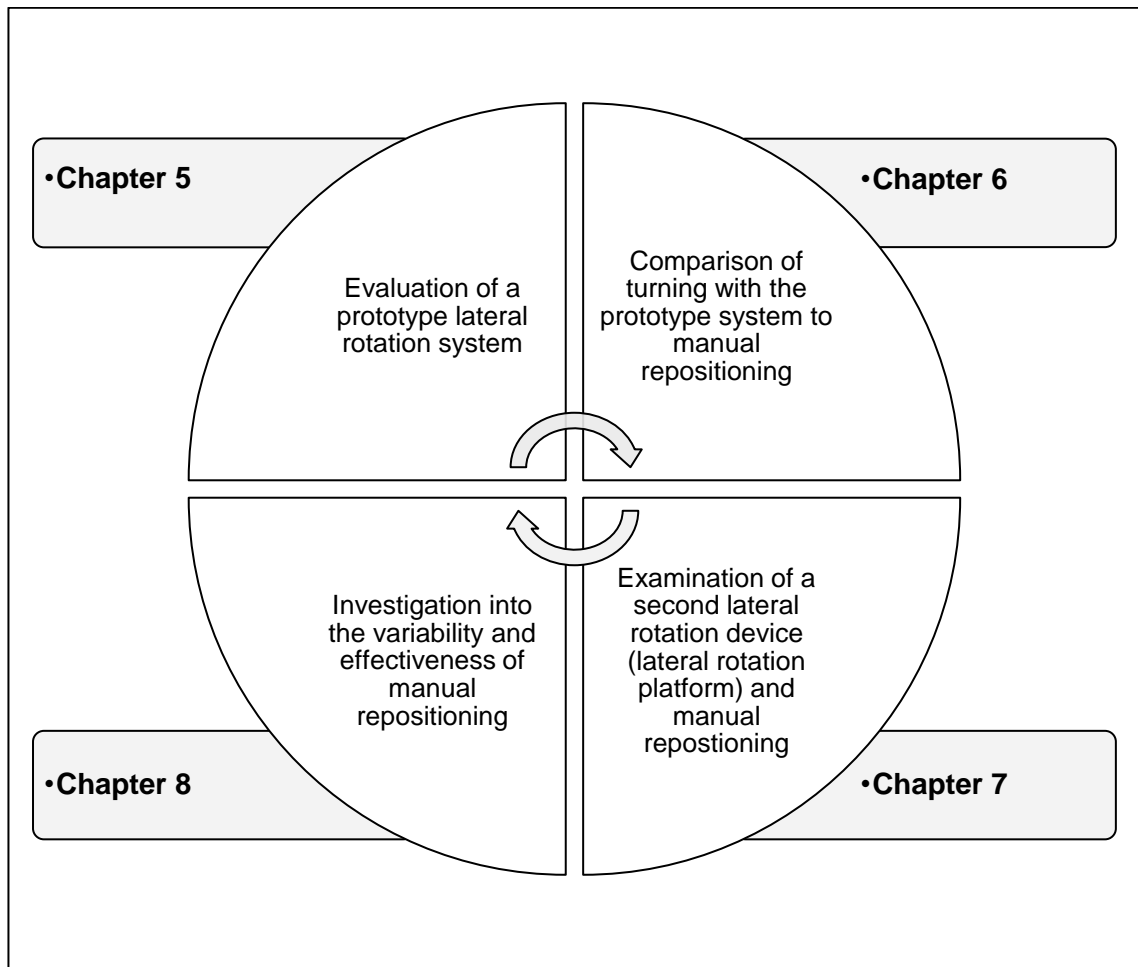 •Chapter 5
Evaluation of a
prototype lateral
rotation system
•Chapter 6
Comparison of
turning with the
prototype system to
manual
repositioning
•Chapter 7
Examination of a
second lateral
rotation device
(lateral rotation
platform) and
manual
repostioning
•Chapter 8
Investigation into
the variability and
effectiveness of
manual
repositioning